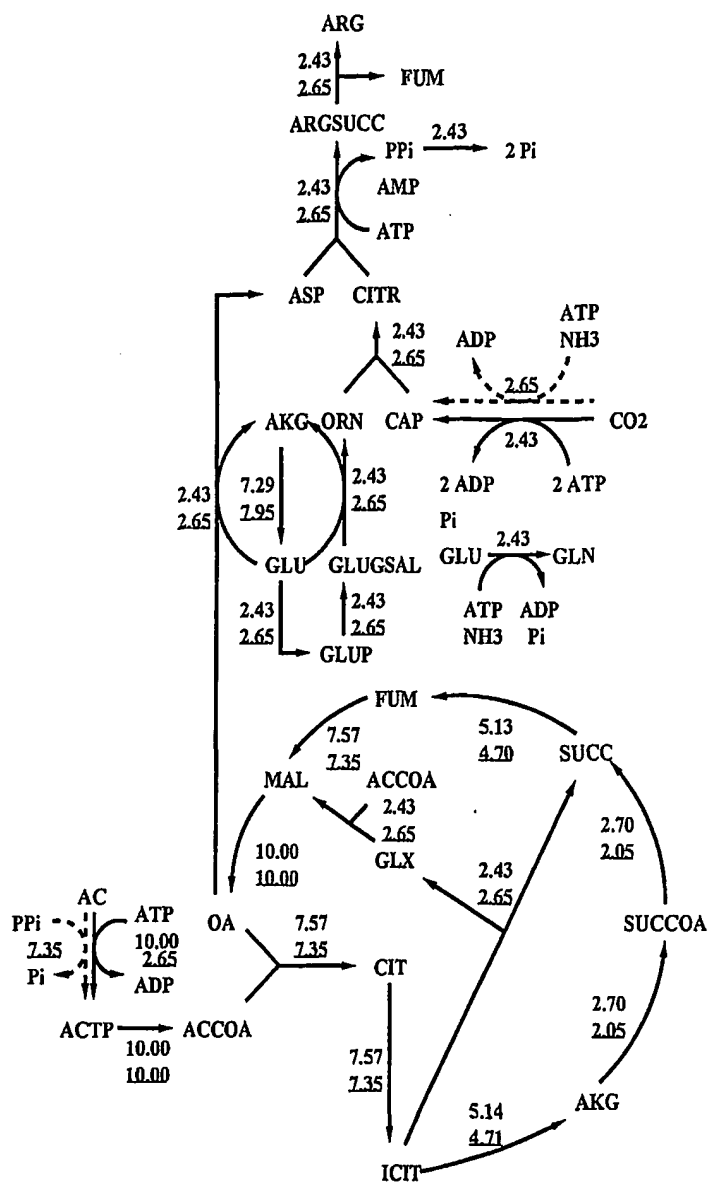 ARG
2.43
2.65
FUM
ARGSUCC
PPi
2.43
2 Pi
2.43
2.65
AMP
ATP
ASP
CITR
2.43
2.65
ADP
ATP
NH3
2.65
AKG
ORN
CAP
CO2
2.43
2.43
2.65
7.29
7.95
2.43
2.65
2 ADP
Pi
2 ATP
GLU
GLUGSAL
GLU
2.43
GLN
ATP
NH3
ADP
Pi
2.43
2.65
2.43
2.65
GLUP
FUM
7.57
7.35
5.13
4.70
SUCC
MAL
ACCOA
2.43
2.65
GLX
2.70
2.05
10.00
10.00
2.43
2.65
AC
PPi
7.35
Pi
ATP
10.00
2.65
ADP
OA
7.57
7.35
CIT
SUCCOA
ACTP
10.00
10.00
ACCOA
7.57
7.35
2.70
2.05
AKG
5.14
4.71
ICIT